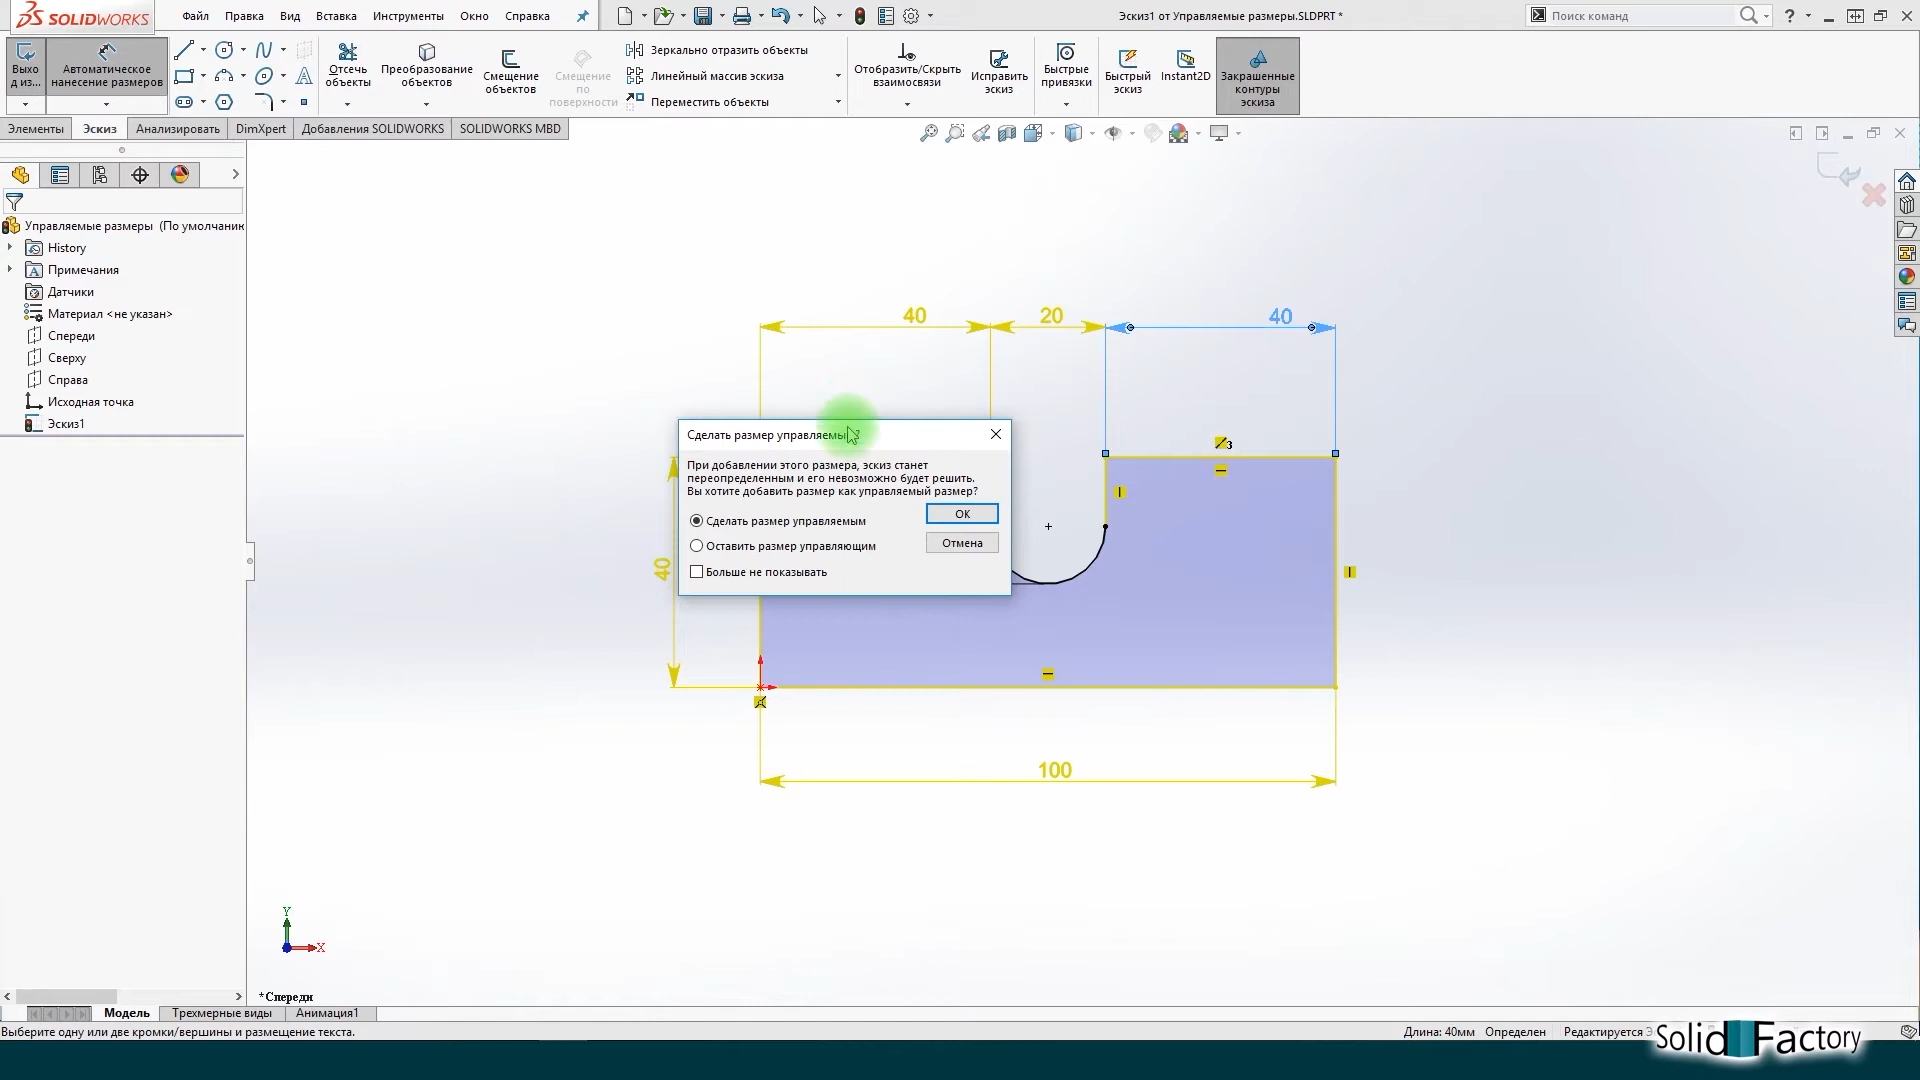 SOLIDWORKS
Файл Правка Вид Вставка Инструменты Окно Справка
Эскиз1 от Управляемые размеры.SLDPRT *
Поиск команд
Выхо
д из...
Автоматическое
нанесение размеров
Отсечь
объекты
Преобразование
объектов
Смещение
объектов
Смещение
по
поверхности
Зеркально отразить объекты
Линейный массив эскиза
Переместить объекты
Отобразить/Скрыть
взаимосвязи
Исправить
эскиз
Быстрые
привязки
Быстрый
эскиз
Instant2D
Закрашенные
контуры
эскиза
Элементы Эскиз Анализировать DimXpert Добавления SOLIDWORKS SOLIDWORKS MBD
Управляемые размеры (По умолчанию
History
Примечания
Датчики
Материал <не указан>
Спереди
Сверху
Справа
Исходная точка
Эскиз1
40 20 40
3
Сделать размер управляемым?
При добавлении этого размера, эскиз станет
переопределенным и его невозможно будет решить.
Вы хотите добавить размер как управляемый размер?
Сделать размер управляемым
OK
Оставить размер управляющим
Отмена
Больше не показывать
40
100
Y
X
*Спереди
Модель Трехмерные виды Анимация1
Выберите одну или две кромки/вершины и размещение текста.
Длина: 40мм Определен Редактируется Э
Solid Factory